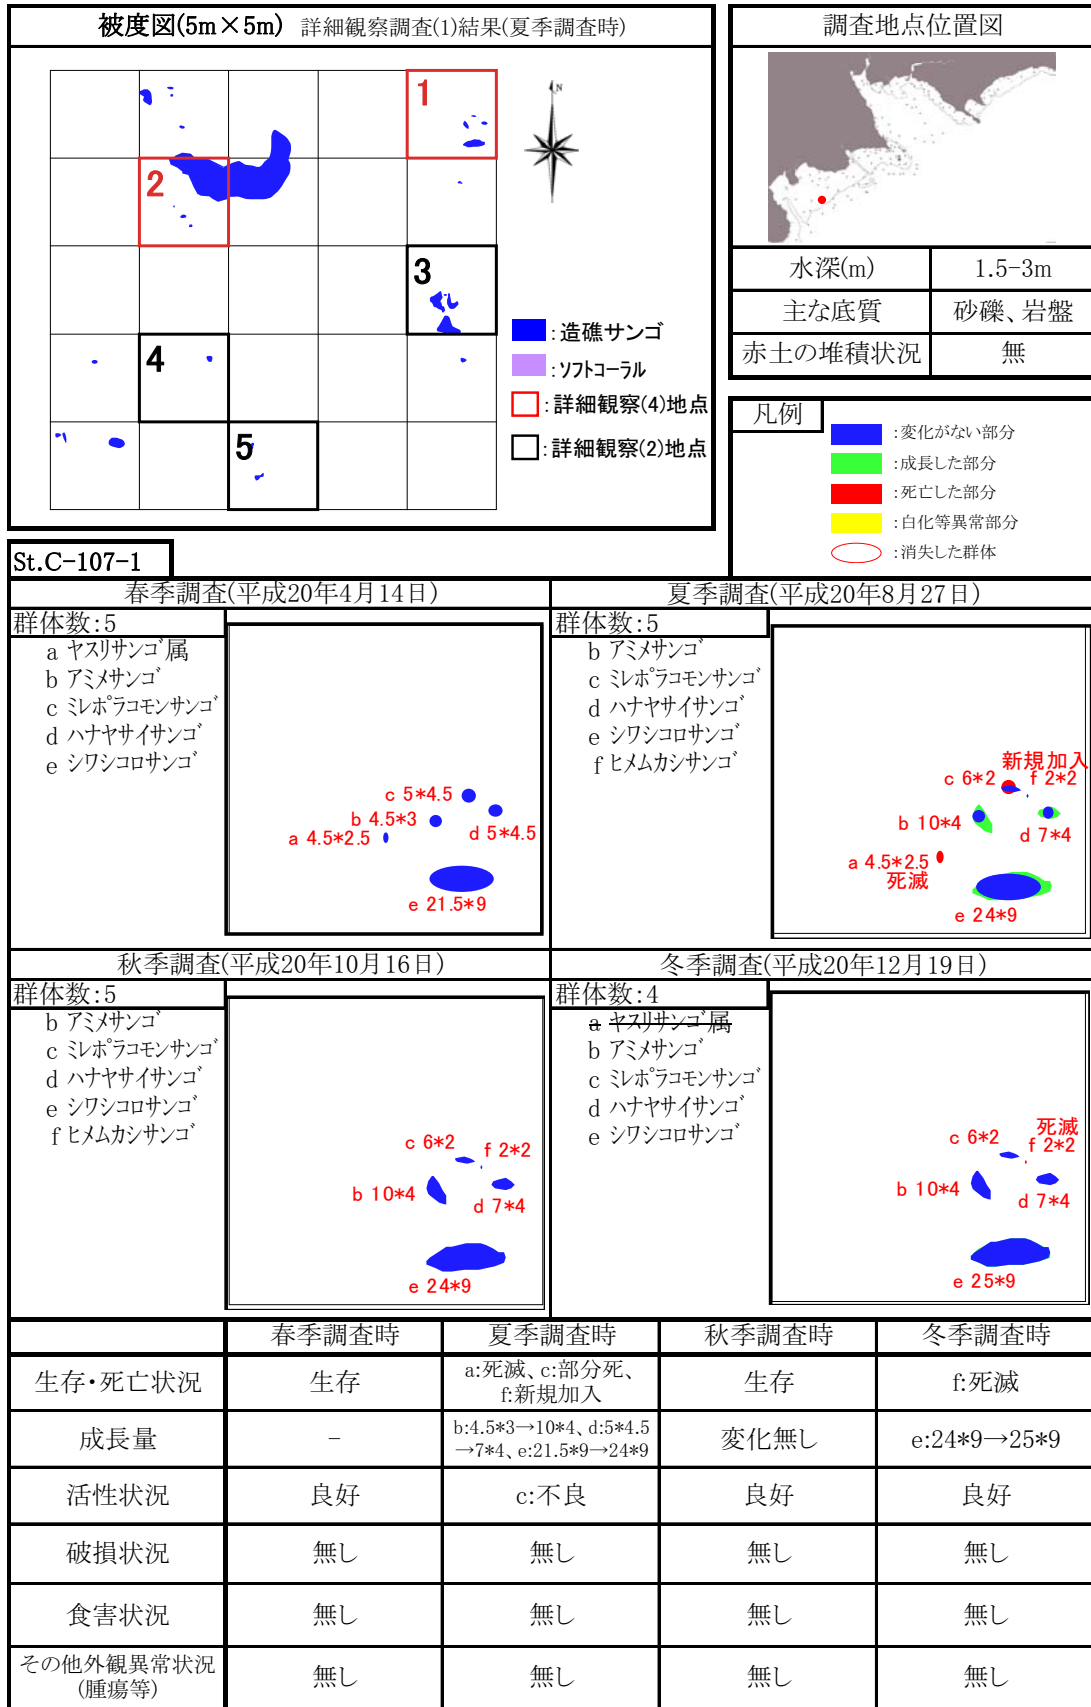 被度図(5m×5m) 詳細観察調査(1)結果(夏季調査時)
1
2
3
4
5
N
:造礁サンゴ
:ソフトコーラル
:詳細観察(4)地点
:詳細観察(2)地点
調査地点位置図
水深(m) 1.5-3m
主な底質 砂礫、岩盤
赤土の堆積状況 無
凡例
:変化がない部分
:成長した部分
:死亡した部分
:白化等異常部分
:消失した群体
St.C-107-1
春季調査(平成20年4月14日)
群体数:5
a ヤスリサンゴ属
b アミメサンゴ
c ミレポラコモンサンゴ
d ハナヤサイサンゴ
e シワシコロサンゴ
c 5*4.5
b 4.5*3
d 5*4.5
a 4.5*2.5
e 21.5*9
夏季調査(平成20年8月27日)
群体数:5
b アミメサンゴ
c ミレポラコモンサンゴ
d ハナヤサイサンゴ
e シワシコロサンゴ
f ヒメムカシサンゴ
新規加入
c 6*2 f 2*2
b 10*4
d 7*4
a 4.5*2.5
死滅
e 24*9
秋季調査(平成20年10月16日)
群体数:5
b アミメサンゴ
c ミレポラコモンサンゴ
d ハナヤサイサンゴ
e シワシコロサンゴ
f ヒメムカシサンゴ
c 6*2
f 2*2
b 10*4
d 7*4
e 24*9
冬季調査(平成20年12月19日)
群体数:4
a ヤスリサンゴ属
b アミメサンゴ
c ミレポラコモンサンゴ
d ハナヤサイサンゴ
e シワシコロサンゴ
死滅
c 6*2
f 2*2
b 10*4
d 7*4
e 25*9
春季調査時 夏季調査時 秋季調査時 冬季調査時
生存・死亡状況 生存 a:死滅、c:部分死、 生存 f:死滅
f:新規加入
成長量 - b:4.5*3→10*4、d:5*4.5 変化無し e:24*9→25*9
→7*4、e:21.5*9→24*9
活性状況 良好 c:不良 良好 良好
破損状況 無し 無し 無し 無し
食害状況 無し 無し 無し 無し
その他外観異常状況 無し 無し 無し 無し
(腫瘍等)